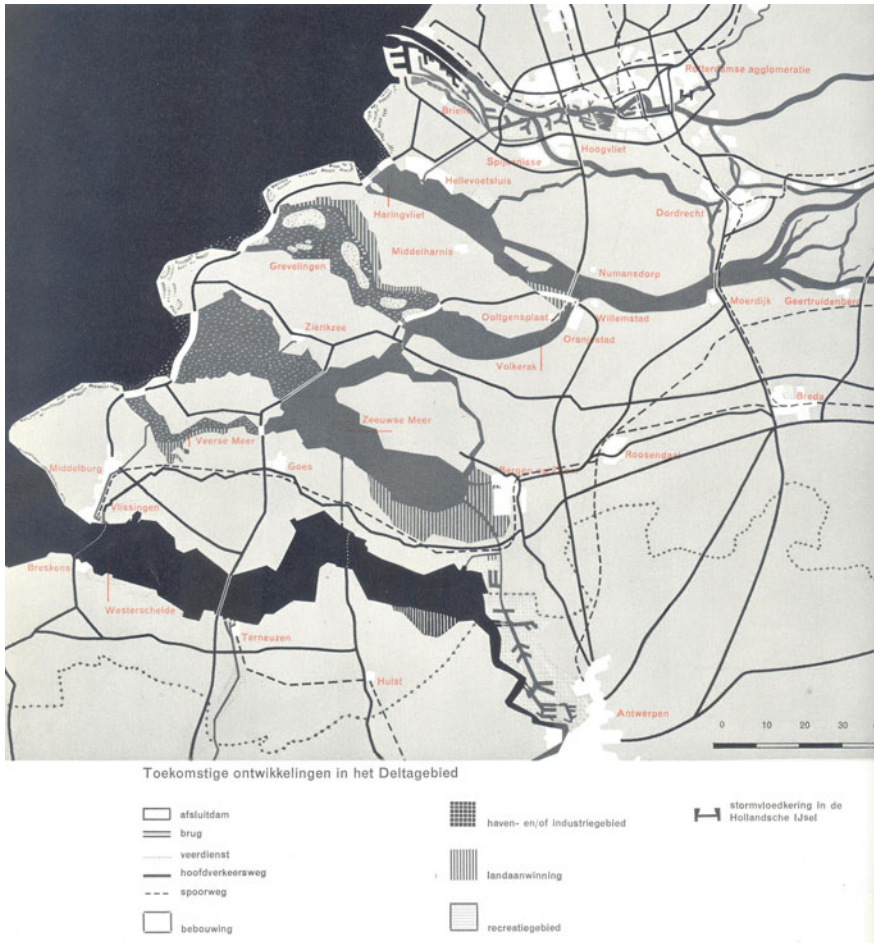 Rotterdamse agglomeratie
Brielle
Hoogvliet
Spijkenisse
Hellevoetsluis
Haringvliet
Dordrecht
Middelharnis
Grevelingen
Numansdorp
Ooltgensplaat
Willemstad
Moerdijk
Geertruidenberg
Zierikzee
Oranjestad
Volkerak
Breda
Zeeuwse Meer
Veerse Meer
Roosendaal
Middelburg
Goes
Bergen op Zoom
Vlissingen
Breskens
Westerschelde
Terneuzen
Hulst
Antwerpen
0 10 20 30
Toekomstige ontwikkelingen in het Deltagebied
afsluitdam
brug
veerdienst
hoofdverkeersweg
spoorweg
bebouwing
haven- en/of industriegebied
landaanwinning
recreatiegebied
stormvloedkering in de
Hollandsche IJsel